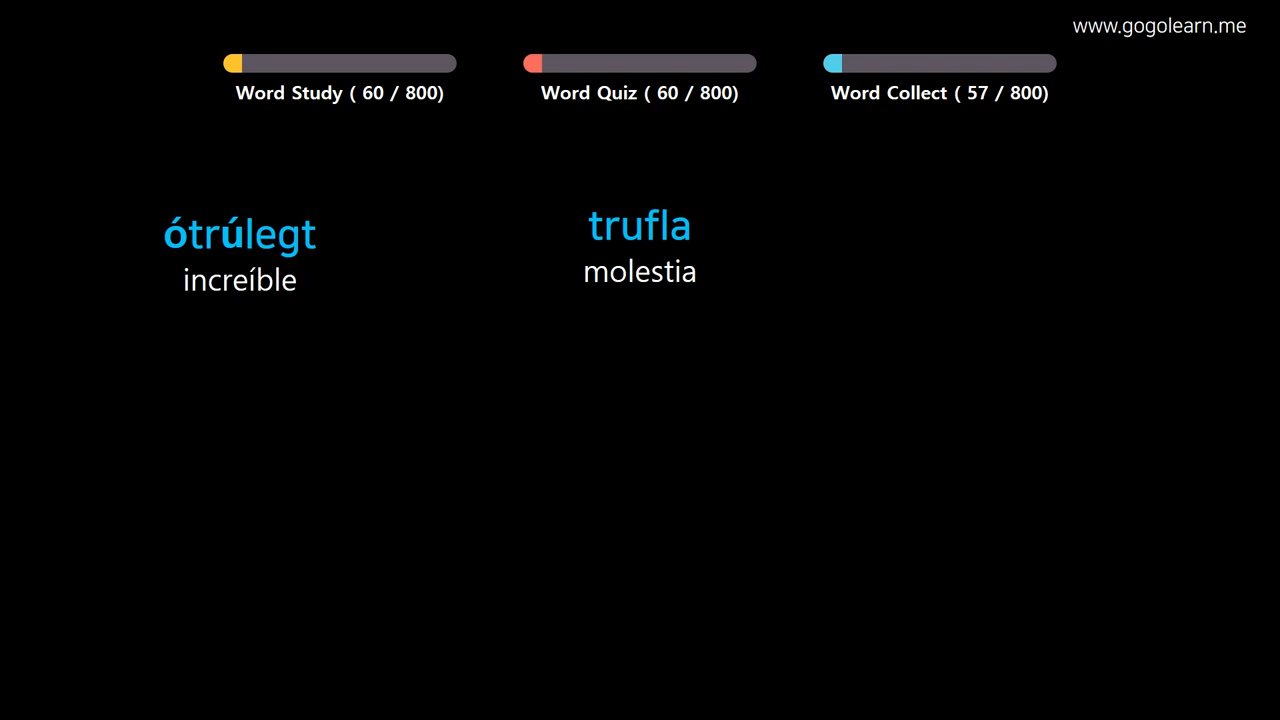 www.gogolearn.me
Word Study ( 60 / 800)
Word Quiz ( 60 / 800)
Word Collect ( 57 / 800)
ótrúlegt
increíble
trufla
molestia